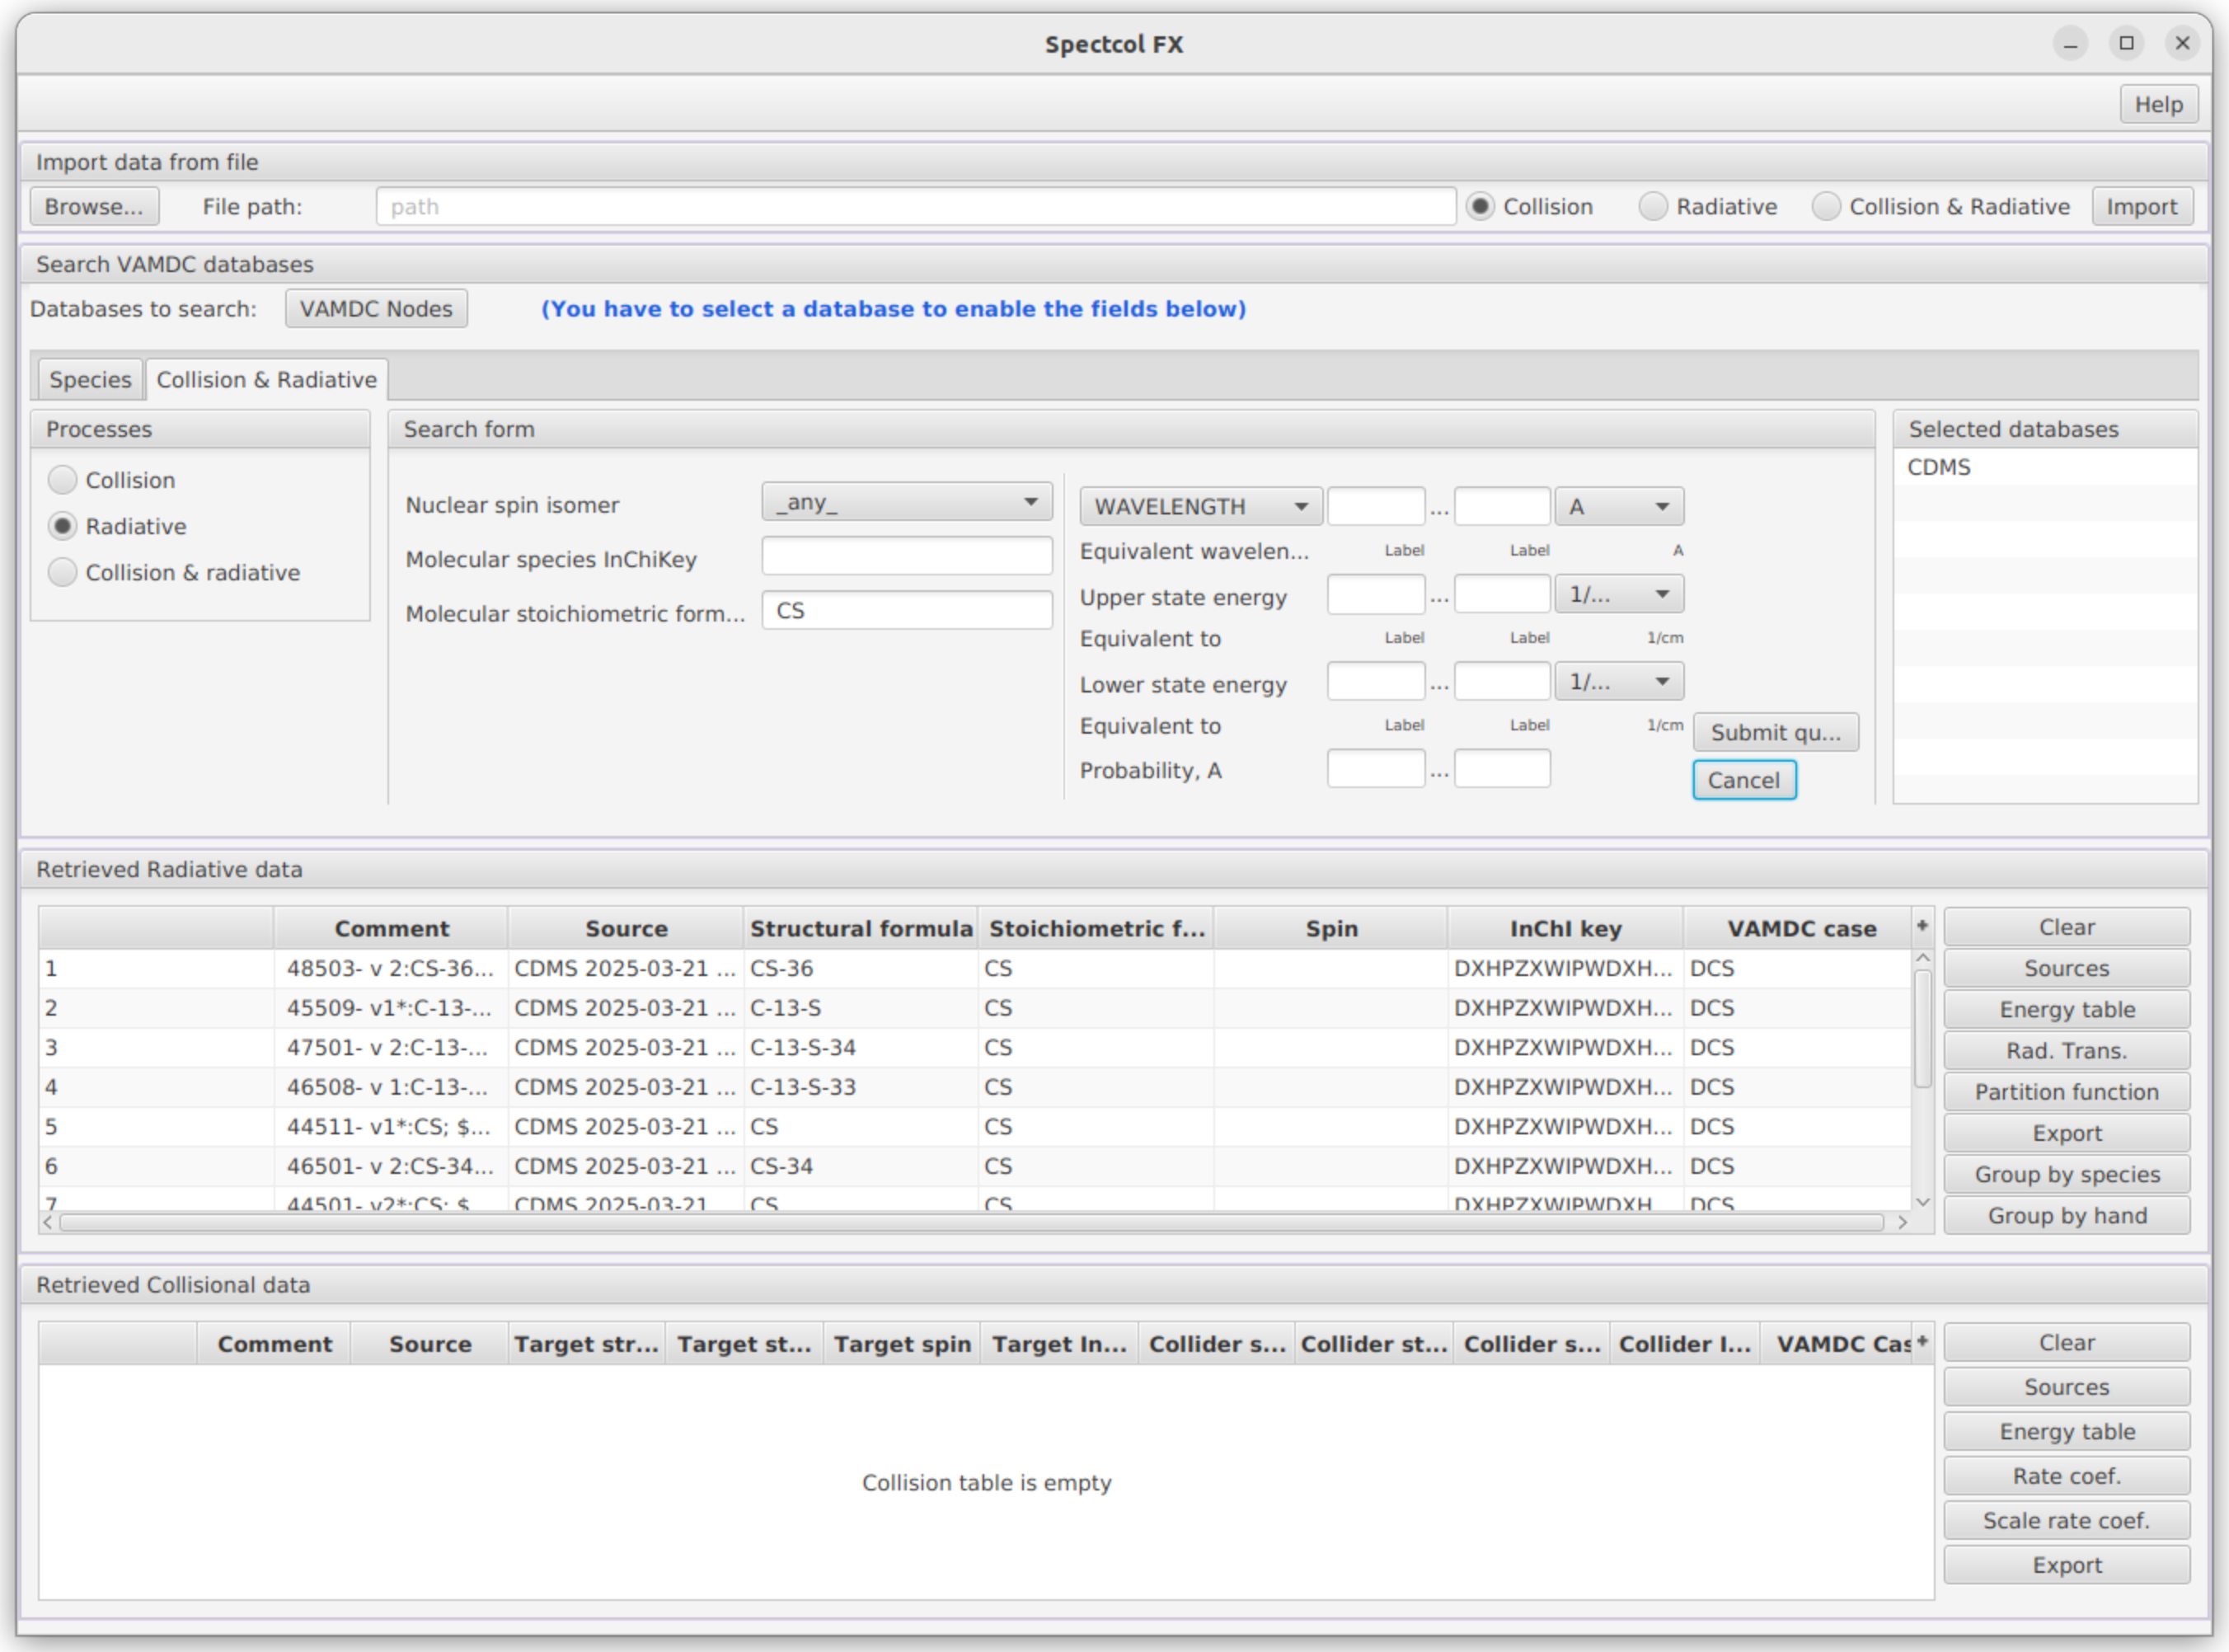 Spectcol FX
Help
Import data from file
Browse... File path: path Collision Radiative Collision & Radiative Import
Search VAMDC databases
Databases to search: VAMDC Nodes (You have to select a database to enable the fields below)
Species Collision & Radiative
Processes
Collision
Radiative
Collision & radiative
Search form
Nuclear spin isomer _any_
Molecular species InChiKey
Molecular stoichiometric form... CS
WAVELENGTH ... A
Equivalent wavelen... Label Label A
Upper state energy ... 1/...
Equivalent to Label Label 1/cm
Lower state energy ... 1/...
Equivalent to Label Label 1/cm
Probability, A ...
Submit qu...
Cancel
Selected databases
CDMS
Retrieved Radiative data
Comment Source Structural formula Stoichiometric f... Spin InChI key VAMDC case +
1 48503- v 2:CS-36... CDMS 2025-03-21 ... CS-36 CS DXHPZXWIPWDXH... DCS
2 45509- v1*:C-13-... CDMS 2025-03-21 ... C-13-S CS DXHPZXWIPWDXH... DCS
3 47501- v 2:C-13-... CDMS 2025-03-21 ... C-13-S-34 CS DXHPZXWIPWDXH... DCS
4 46508- v 1:C-13-... CDMS 2025-03-21 ... C-13-S-33 CS DXHPZXWIPWDXH... DCS
5 44511- v1*:CS; $... CDMS 2025-03-21 ... CS CS DXHPZXWIPWDXH... DCS
6 46501- v 2:CS-34... CDMS 2025-03-21 ... CS-34 CS DXHPZXWIPWDXH... DCS
7 44501- v2*:CS; $ CDMS 2025-03-21 CS CS DXHPZXWIPWDXH DCS
Clear
Sources
Energy table
Rad. Trans.
Partition function
Export
Group by species
Group by hand
Retrieved Collisional data
Comment Source Target str... Target st... Target spin Target In... Collider s... Collider st... Collider s... Collider I... VAMDC Cas +
Collision table is empty
Clear
Sources
Energy table
Rate coef.
Scale rate coef.
Export